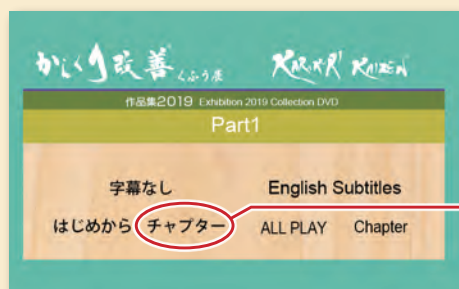 からくり改善 くふう展 KARAKURI KAIZEN
作品集2019 Exhibition 2019 Collection DVD
Part1
字幕なし English Subtitles
はじめから チャプター ALL PLAY Chapter